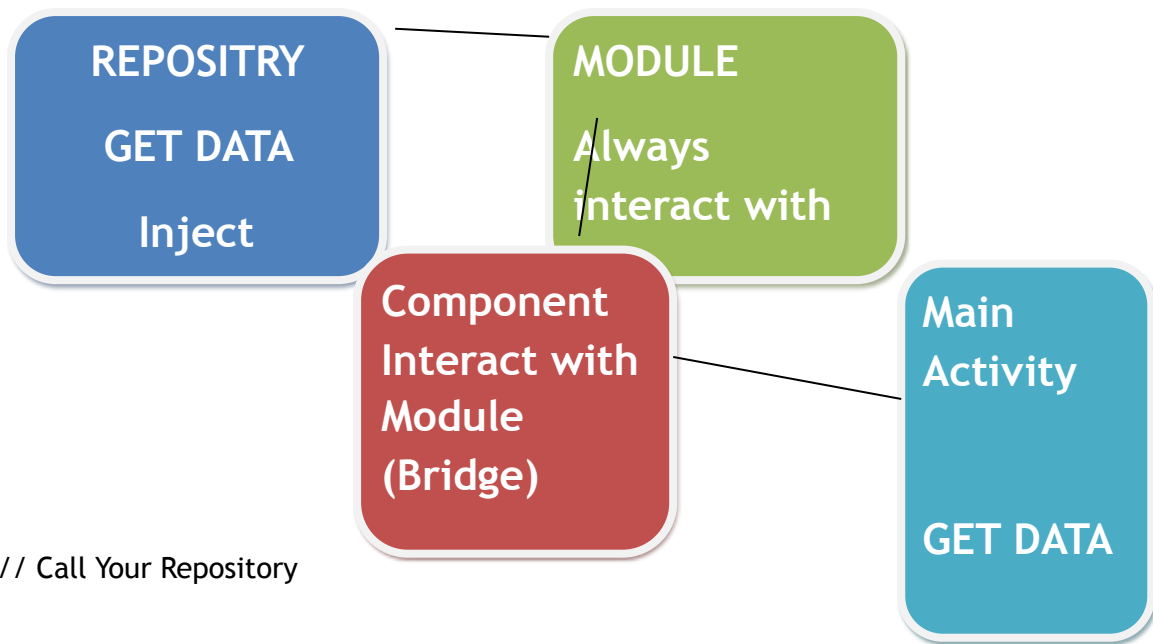 REPOSITRY
GET DATA
Inject
MODULE
Always
interact with
Component
Interact with
Module
(Bridge)
Main
Activity
GET DATA
// Call Your Repository